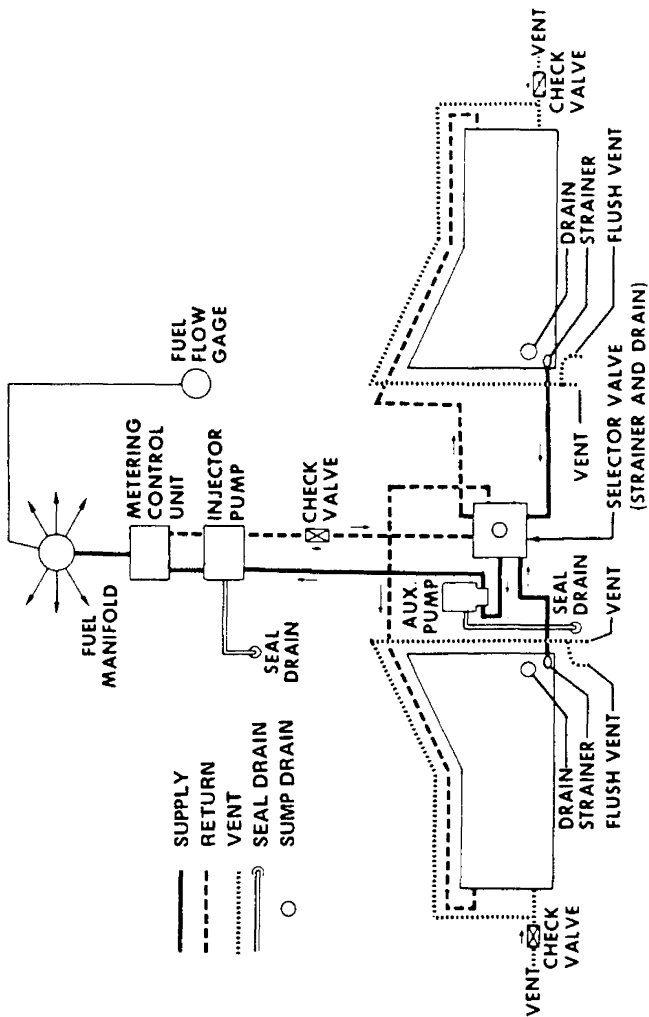 FUEL
MANIFOLD
METERING
CONTROL
UNIT
FUEL
FLOW
GAGE
INJECTOR
PUMP
SEAL
DRAIN
CHECK
VALVE
SUPPLY
RETURN
VENT
SEAL DRAIN
SUMP DRAIN
AUX.
PUMP
SEAL
DRAIN
VENT
VENT
CHECK
VALVE
DRAIN
STRAINER
FLUSH VENT
VENT
SELECTOR VALVE
(STRAINER AND DRAIN)
DRAIN
STRAINER
FLUSH VENT
VENT
CHECK
VALVE